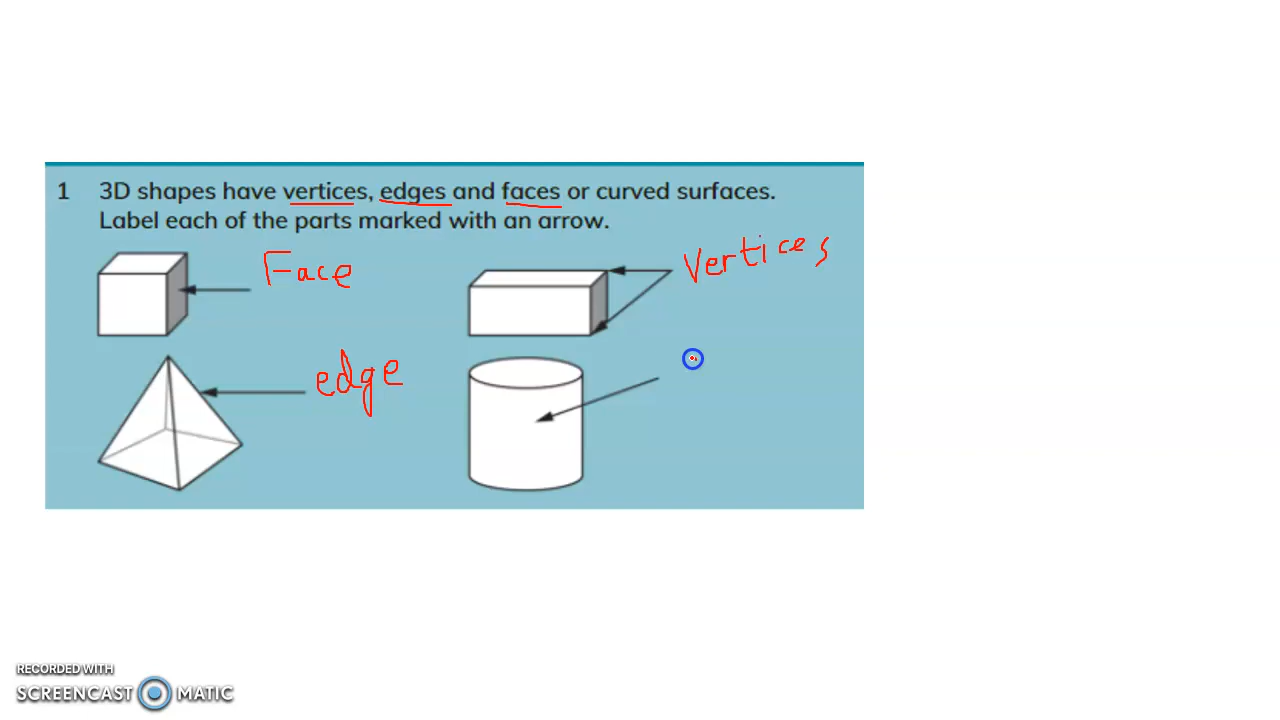 1 3D shapes have vertices, edges and faces or curved surfaces.
Label each of the parts marked with an arrow.
Face
Vertices
edge
RECORDED WITH
SCREENCAST MATIC